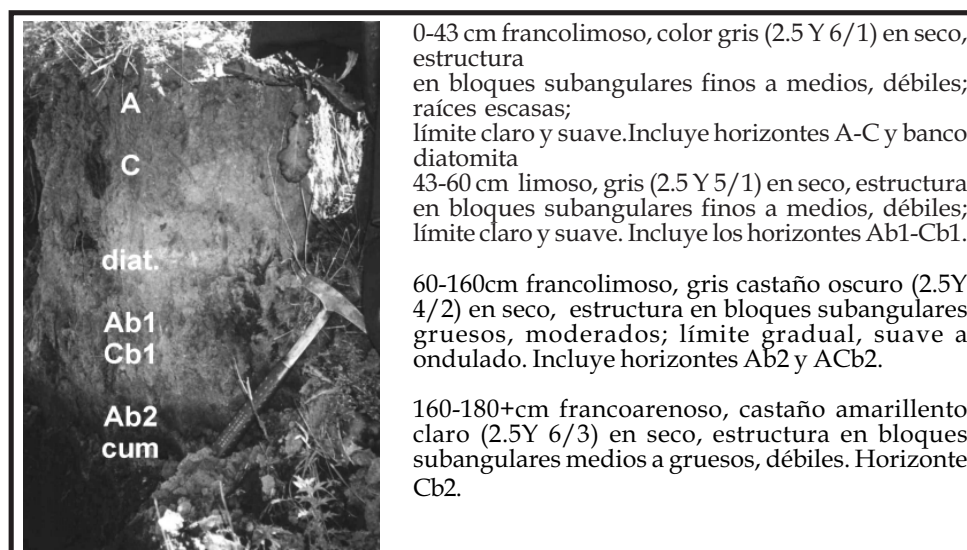 A
C
diat.
Ab1
Cb1
Ab2
cum
0-43 cm francolimoso, color gris (2.5 Y 6/1) en seco,
estructura
en bloques subangulares finos a medios, débiles;
raíces escasas;
límite claro y suave.Incluye horizontes A-C y banco
diatomita
43-60 cm limoso, gris (2.5 Y 5/1) en seco, estructura
en bloques subangulares finos a medios, débiles;
límite claro y suave. Incluye los horizontes Ab1-Cb1.
60-160cm francolimoso, gris castaño oscuro (2.5Y
4/2) en seco, estructura en bloques subangulares
gruesos, moderados; límite gradual, suave a
ondulado. Incluye horizontes Ab2 y ACb2.
160-180+cm francoarenoso, castaño amarillento
claro (2.5Y 6/3) en seco, estructura en bloques
subangulares medios a gruesos, débiles. Horizonte
Cb2.